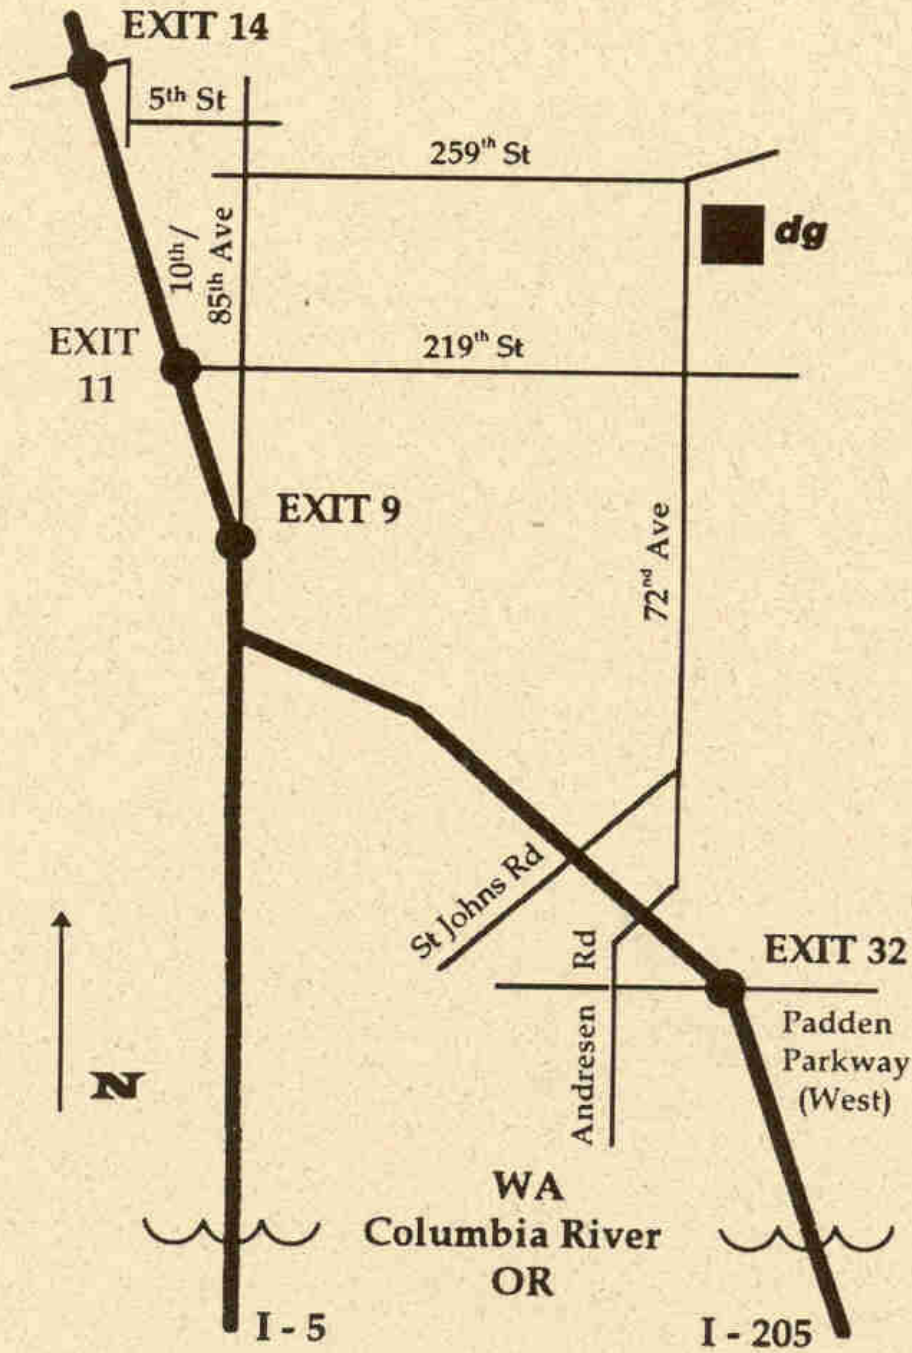 EXIT 14
5th St
259th St
dg
10th/
85th Ave
EXIT
11
219th St
EXIT 9
72nd Ave
St Johns Rd
Andresen Rd
EXIT 32
Padden
Parkway
(West)
N
WA
Columbia River
OR
I - 5
I - 205